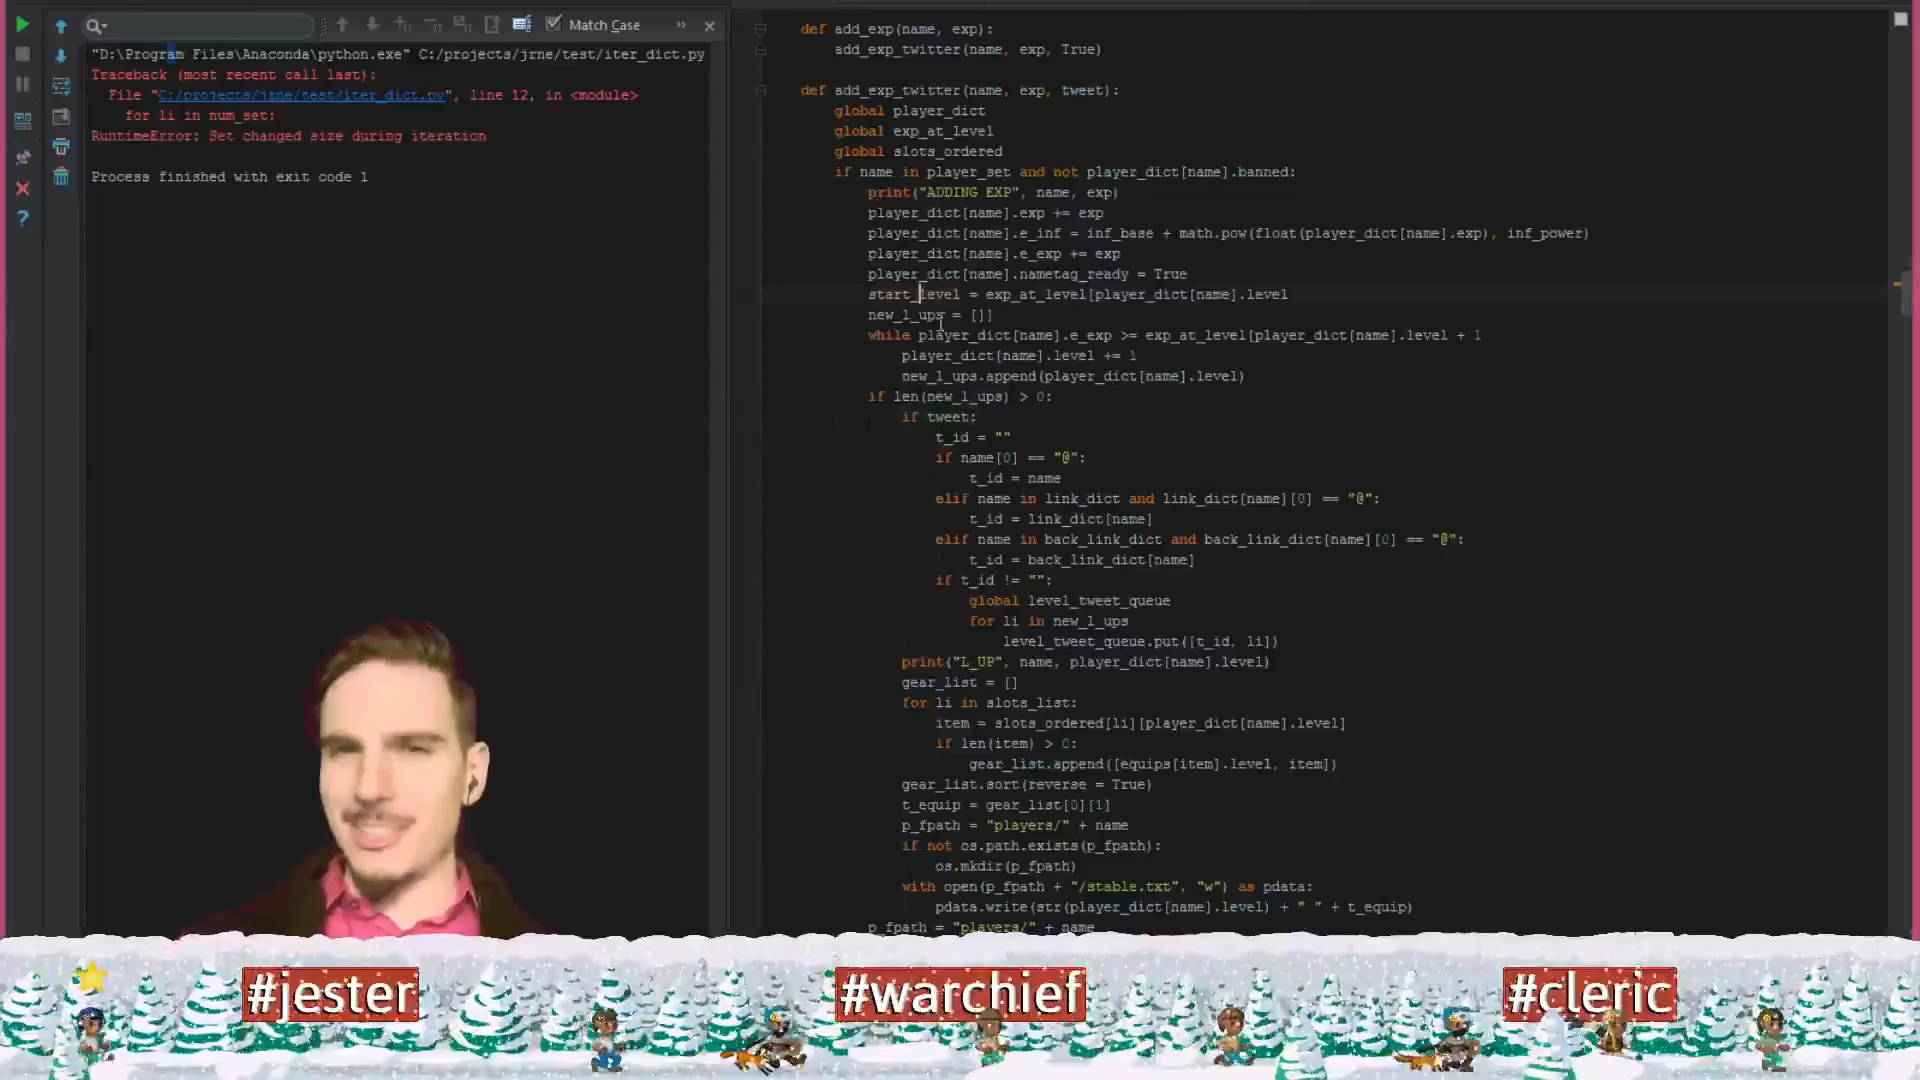 Match Case
"D:\Program Files\Anaconda\python.exe" C:/projects/jrne/test/iter_dict.py
Traceback (most recent call last):
File "C:/projects/jrne/test/iter_dict.py", line 12, in <module>
for li in num_set:
RuntimeError: Set changed size during iteration
Process finished with exit code 1
def add_exp(name, exp):
add_exp_twitter(name, exp, True)
def add_exp_twitter(name, exp, tweet):
global player_dict
global exp_at_level
global slots_ordered
if name in player_set and not player_dict[name].banned:
print("ADDING EXP", name, exp)
player_dict[name].exp += exp
player_dict[name].e_inf = inf_base + math.pow(float(player_dict[name].exp), inf_power)
player_dict[name].e_exp += exp
player_dict[name].nametag_ready = True
start_level = exp_at_level[player_dict[name].level
new_l_ups = []]
while player_dict[name].e_exp >= exp_at_level[player_dict[name].level + 1
player_dict[name].level += 1
new_l_ups.append(player_dict[name].level)
if len(new_l_ups) > 0:
if tweet:
t_id = ""
if name[0] == "@":
t_id = name
elif name in link_dict and link_dict[name][0] == "@":
t_id = link_dict[name]
elif name in back_link_dict and back_link_dict[name][0] == "@":
t_id = back_link_dict[name]
if t_id != "":
global level_tweet_queue
for li in new_l_ups
level_tweet_queue.put([t_id, li])
print("L_UP", name, player_dict[name].level)
gear_list = []
for li in slots_list:
item = slots_ordered[li][player_dict[name].level]
if len(item) > 0:
gear_list.append([equips[item].level, item])
gear_list.sort(reverse = True)
t_equip = gear_list[0][1]
p_fpath = "players/" + name
if not os.path.exists(p_fpath):
os.mkdir(p_fpath)
with open(p_fpath + "/stable.txt", "w") as pdata:
pdata.write(str(player_dict[name].level) + " " + t_equip)
p_fpath = "players/" + name
#jester
#warchief
#cleric